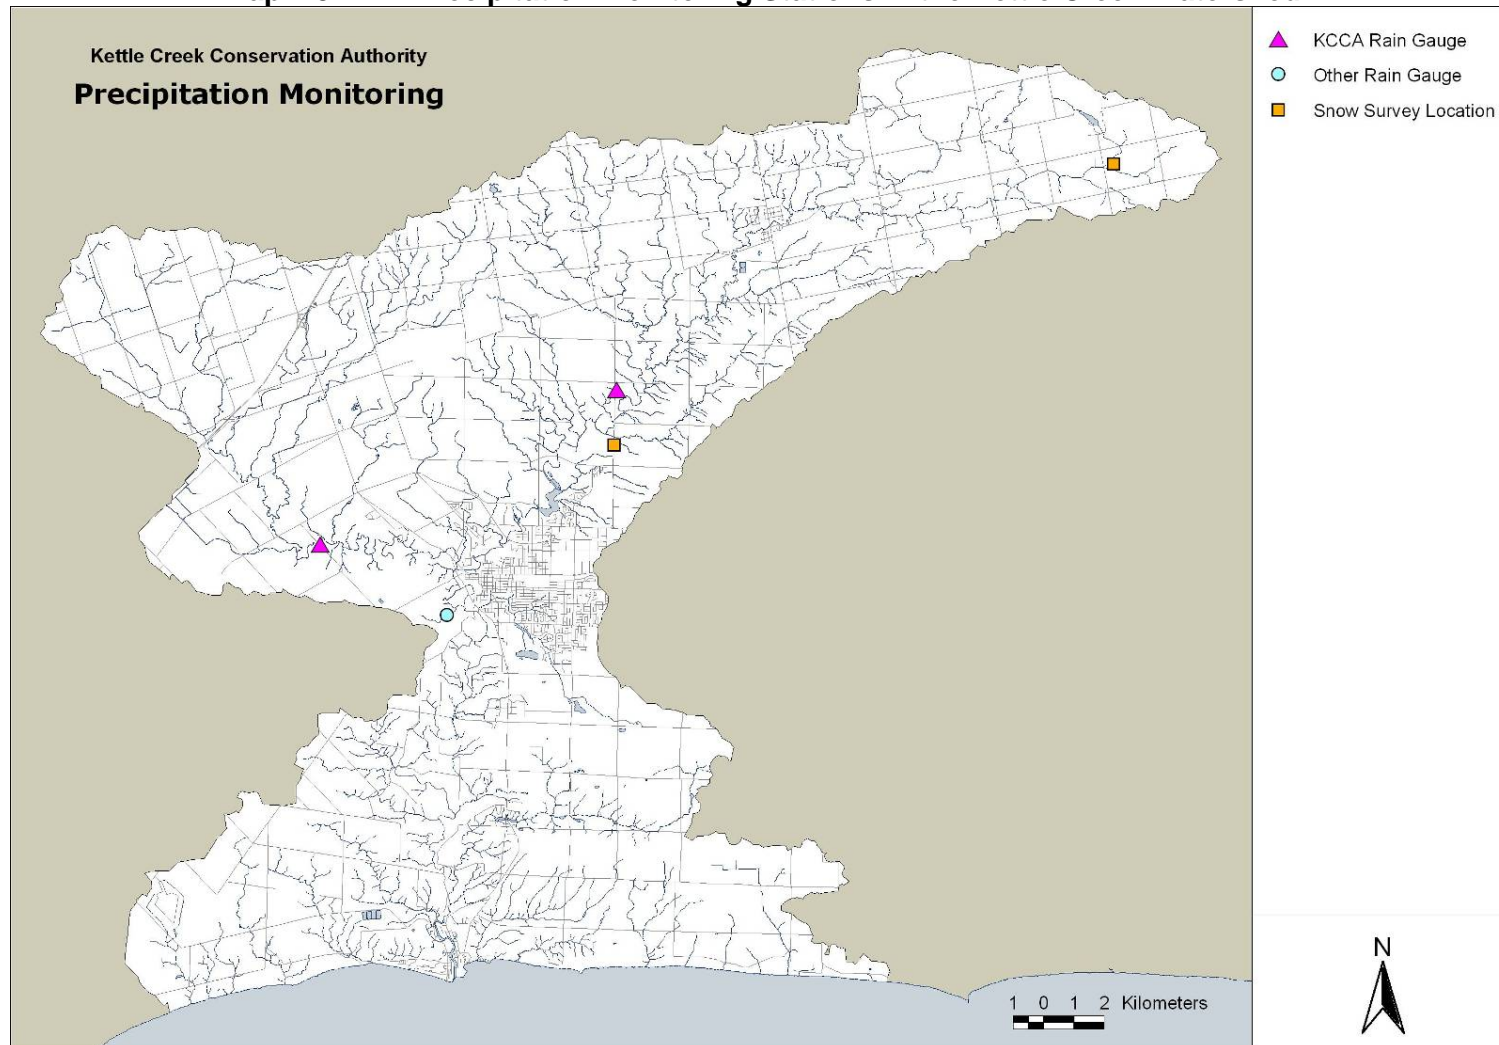 Kettle Creek Conservation Authority
Precipitation Monitoring
KCCA Rain Gauge
Other Rain Gauge
Snow Survey Location
N
1 0 1 2 Kilometers